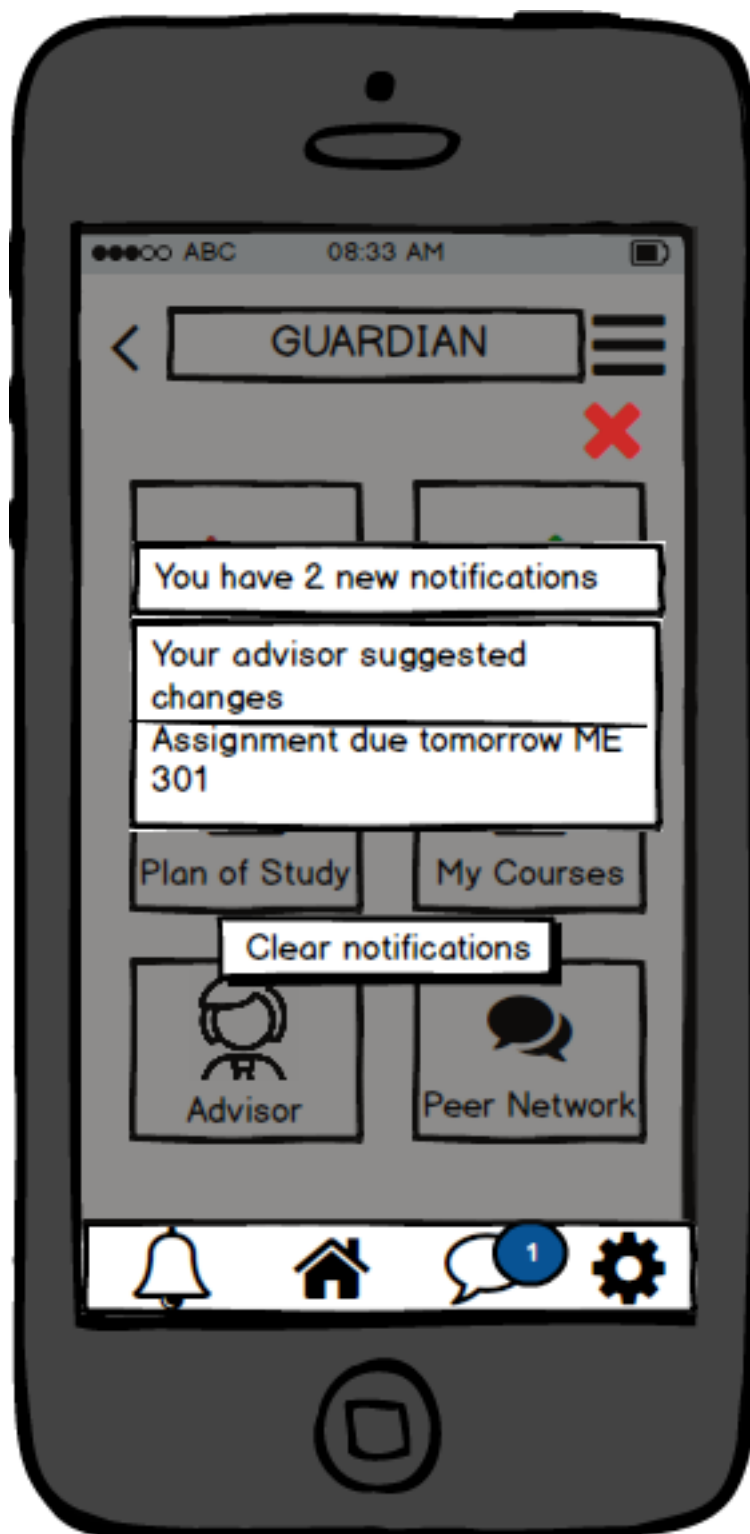 ABC 08:33 AM
GUARDIAN
You have 2 new notifications
Your advisor suggested
changes
Assignment due tomorrow ME
301
Plan of Study My Courses
Clear notifications
Advisor Peer Network
1